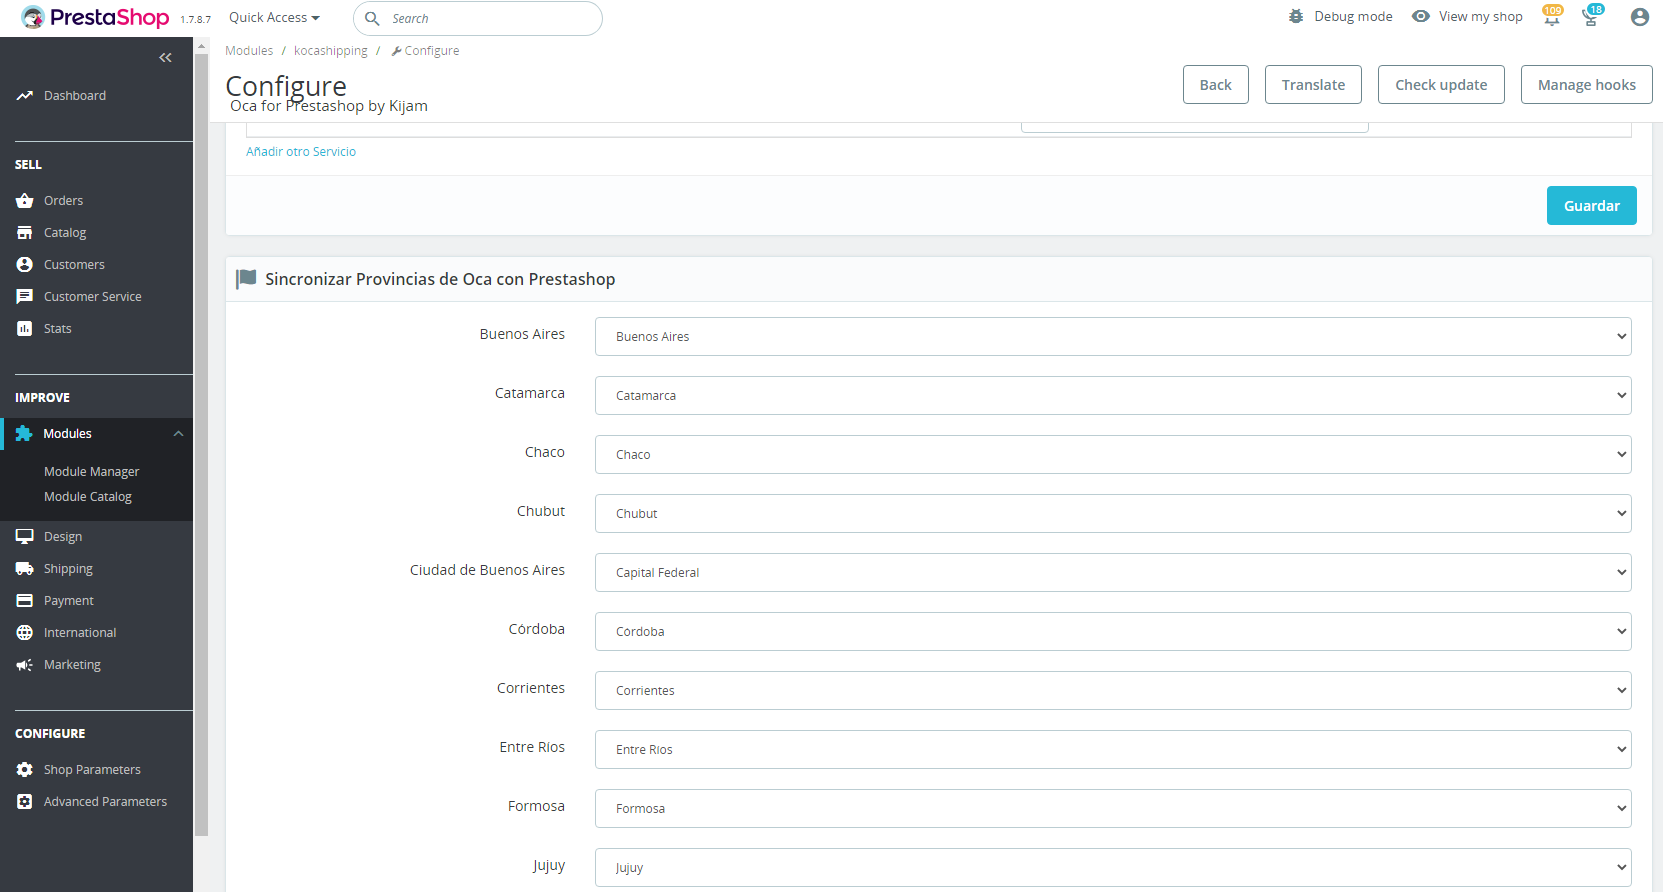 PrestaShop 1.7.8.7 Quick Access Search Debug mode View my shop 109 18
Modules / kocashipping / Configure
Configure
Oca for Prestashop by Kijam
Back Translate Check update Manage hooks
Dashboard
SELL
Orders
Catalog
Customers
Customer Service
Stats
IMPROVE
Modules
Module Manager
Module Catalog
Design
Shipping
Payment
International
Marketing
CONFIGURE
Shop Parameters
Advanced Parameters
Añadir otro Servicio
Guardar
Sincronizar Provincias de Oca con Prestashop
Buenos Aires Buenos Aires
Catamarca Catamarca
Chaco Chaco
Chubut Chubut
Ciudad de Buenos Aires Capital Federal
Córdoba Córdoba
Corrientes Corrientes
Entre Ríos Entre Ríos
Formosa Formosa
Jujuy Jujuy